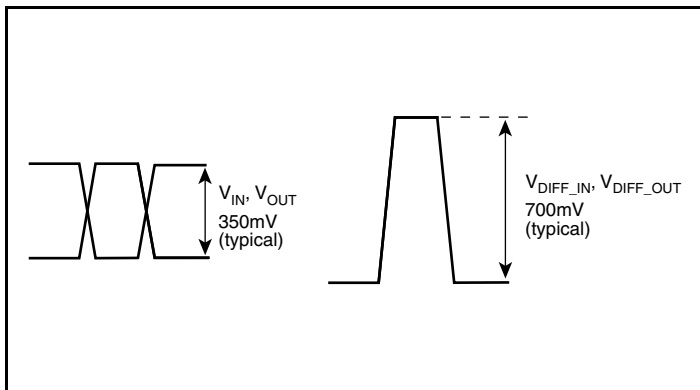 V_IN, V_OUT
350mV
(typical)
V_DIFF_IN, V_DIFF_OUT
700mV
(typical)